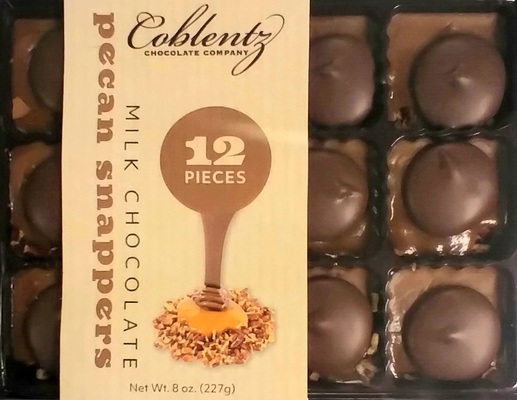 Coblentz
CHOCOLATE COMPANY
pecan snappers
MILK CHOCOLATE
12
PIECES
Net Wt. 8 oz. (227g)